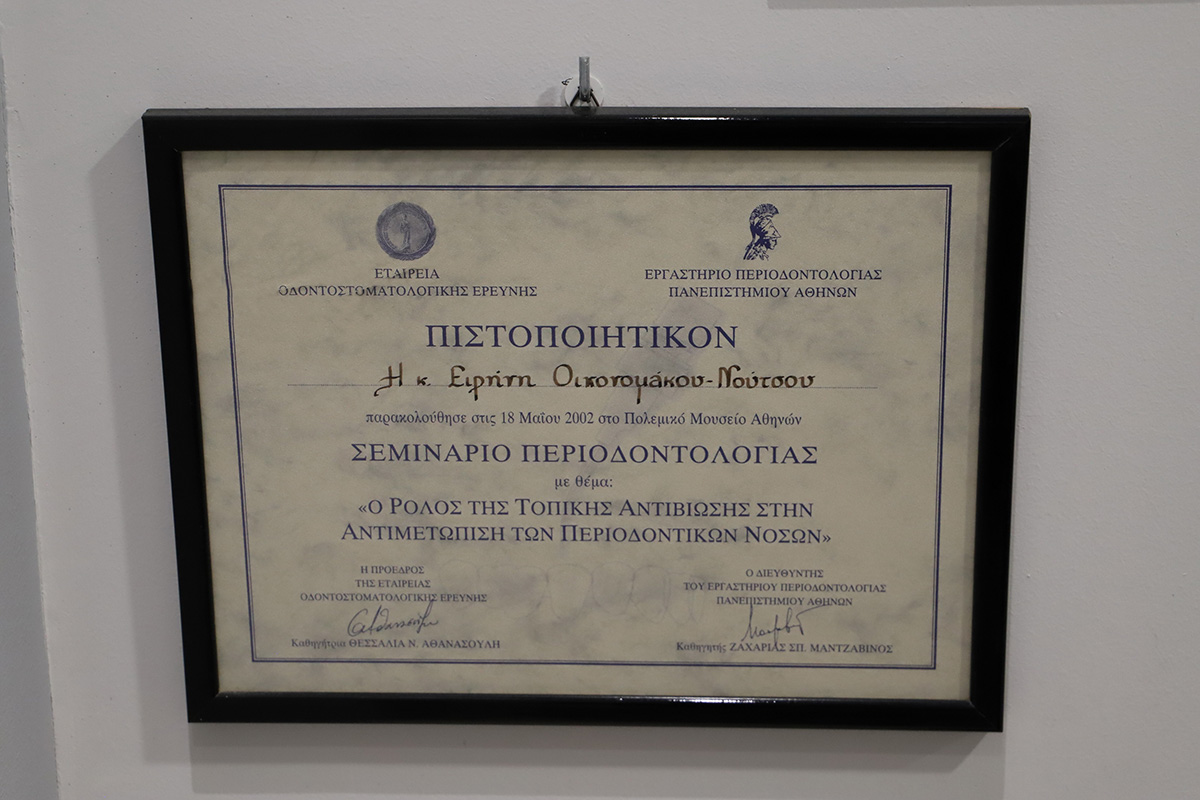 ΕΤΑΙΡΕΙΑ
ΟΔΟΝΤΟΣΤΟΜΑΤΟΛΟΓΙΚΗΣ ΕΡΕΥΝΗΣ
ΕΡΓΑΣΤΗΡΙΟ ΠΕΡΙΟΔΟΝΤΟΛΟΓΙΑΣ
ΠΑΝΕΠΙΣΤΗΜΙΟΥ ΑΘΗΝΩΝ
ΠΙΣΤΟΠΟΙΗΤΙΚΟΝ
Η κ. Ειρήνη Οικονομάκου-Νούτσου
παρακολούθησε στις 18 Μαΐου 2002 στο Πολεμικό Μουσείο Αθηνών
ΣΕΜΙΝΑΡΙΟ ΠΕΡΙΟΔΟΝΤΟΛΟΓΙΑΣ
με θέμα:
«Ο ΡΟΛΟΣ ΤΗΣ ΤΟΠΙΚΗΣ ΑΝΤΙΒΙΩΣΗΣ ΣΤΗΝ
ΑΝΤΙΜΕΤΩΠΙΣΗ ΤΩΝ ΠΕΡΙΟΔΟΝΤΙΚΩΝ ΝΟΣΩΝ»
Η ΠΡΟΕΔΡΟΣ
ΤΗΣ ΕΤΑΙΡΕΙΑΣ
ΟΔΟΝΤΟΣΤΟΜΑΤΟΛΟΓΙΚΗΣ ΕΡΕΥΝΗΣ
Καθηγήτρια ΘΕΣΣΑΛΙΑ Ν. ΑΘΑΝΑΣΟΥΛΗ
Ο ΔΙΕΥΘΥΝΤΗΣ
ΤΟΥ ΕΡΓΑΣΤΗΡΙΟΥ ΠΕΡΙΟΔΟΝΤΟΛΟΓΙΑΣ
ΠΑΝΕΠΙΣΤΗΜΙΟΥ ΑΘΗΝΩΝ
Καθηγητής ΖΑΧΑΡΙΑΣ ΣΠ. ΜΑΝΤΖΑΒΙΝΟΣ